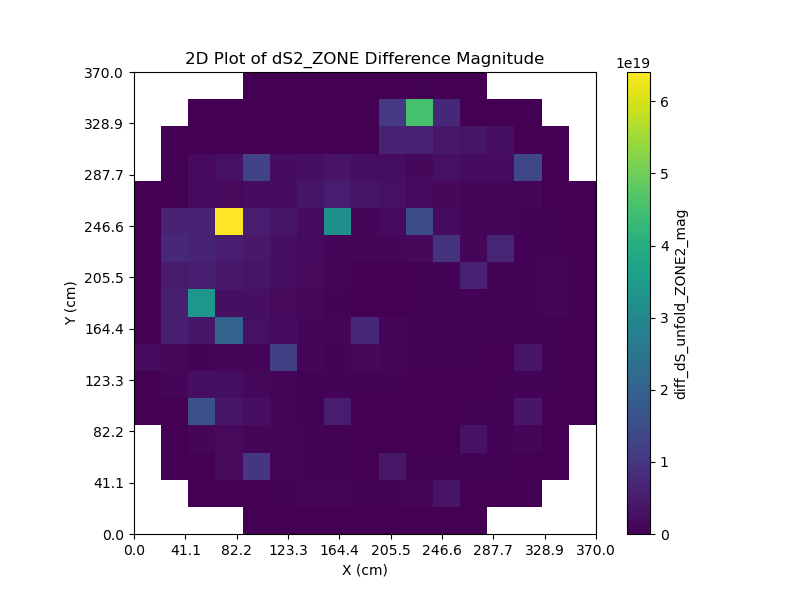 2D Plot of dS2_ZONE Difference Magnitude
1e19
370.0
328.9
287.7
246.6
205.5
164.4
123.3
82.2
41.1
0.0
Y (cm)
0.0 41.1 82.2 123.3 164.4 205.5 246.6 287.7 328.9 370.0
X (cm)
6
5
4
3
2
1
0
diff_dS_unfold_ZONE2_mag